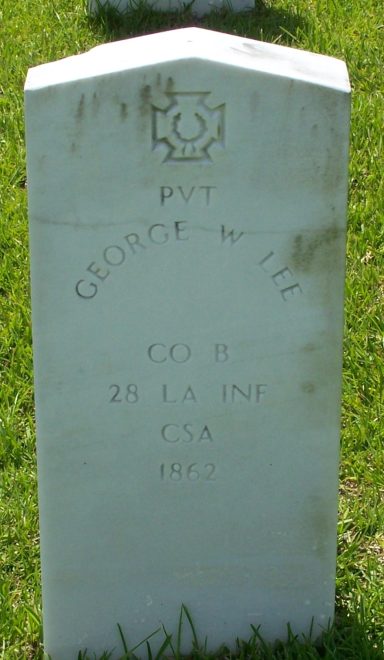 PVT
GEORGE W LEE
CO B
28 LA INF
CSA
1862